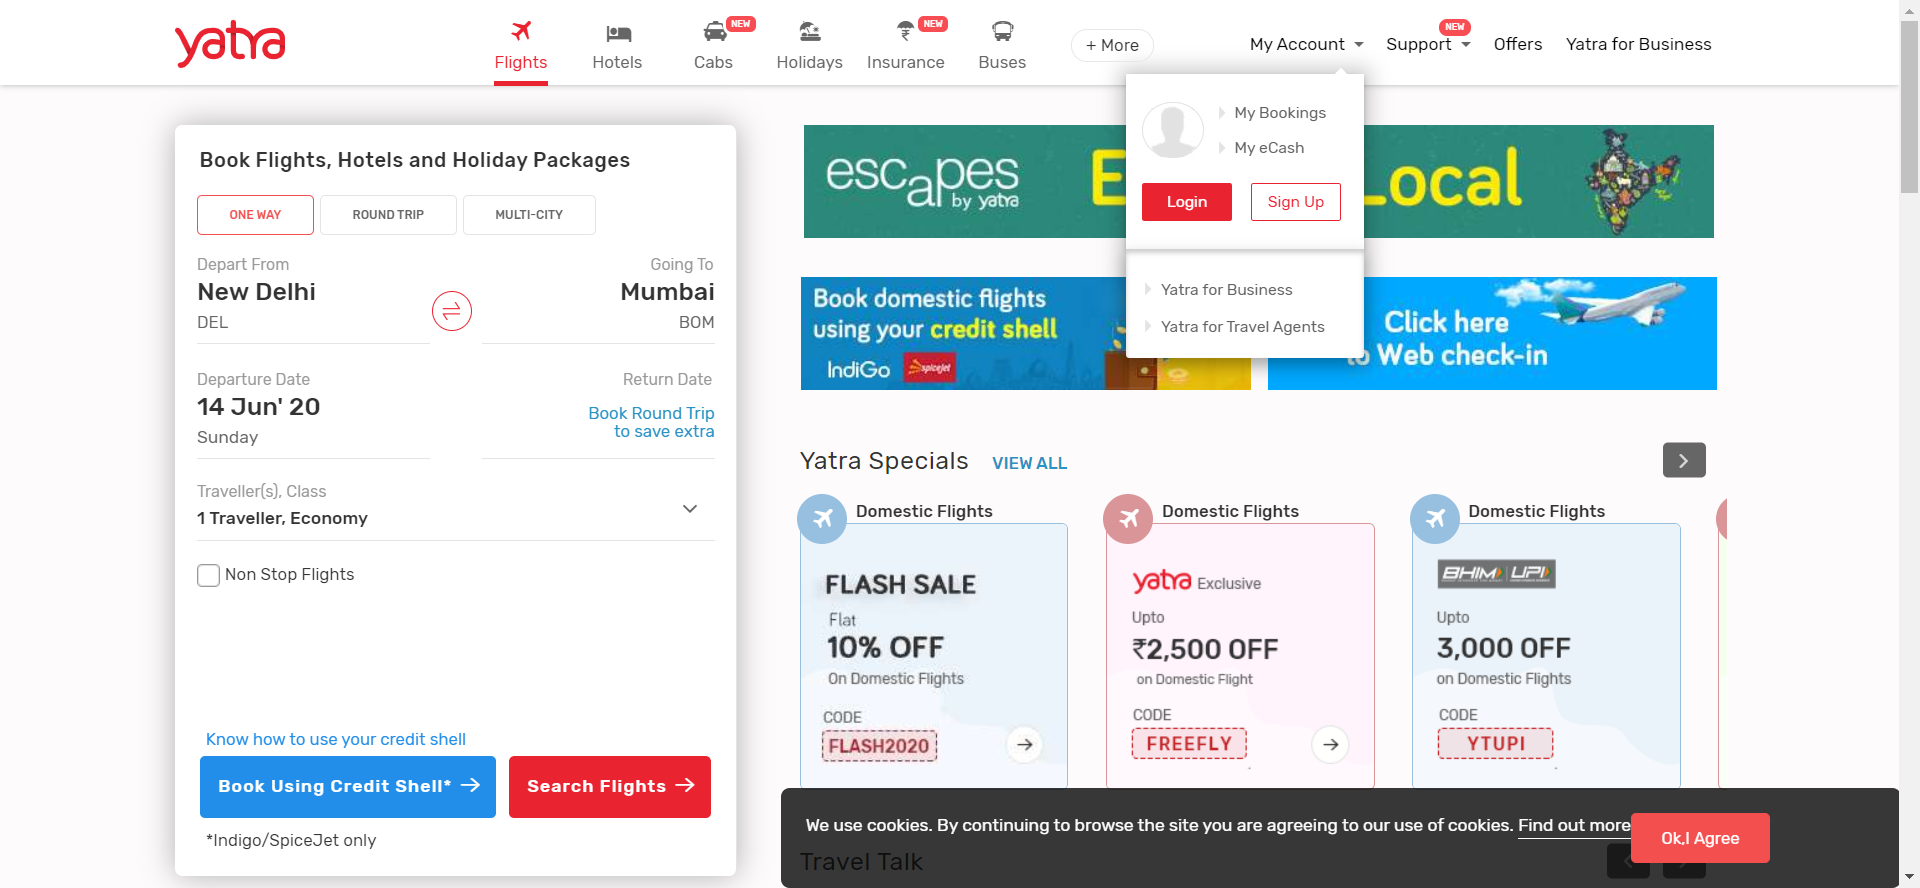 yatra
Flights
Hotels
NEW
Cabs
Holidays
NEW
Insurance
Buses
+ More
My Account
NEW
Support
Offers
Yatra for Business
My Bookings
My eCash
Login
Sign Up
Yatra for Business
Yatra for Travel Agents
Book Flights, Hotels and Holiday Packages
ONE WAY
ROUND TRIP
MULTI-CITY
Depart From
New Delhi
DEL
Going To
Mumbai
BOM
Departure Date
14 Jun' 20
Sunday
Return Date
Book Round Trip
to save extra
Traveller(s), Class
1 Traveller, Economy
Non Stop Flights
Know how to use your credit shell
Book Using Credit Shell*
Search Flights
*Indigo/SpiceJet only
escapes
by yatra
E
Local
Book domestic flights
using your credit shell
IndiGo
spicejet
Click here
to Web check-in
Yatra Specials
VIEW ALL
Domestic Flights
FLASH SALE
Flat
10% OFF
On Domestic Flights
CODE
FLASH2020
Domestic Flights
yatra Exclusive
Upto
₹2,500 OFF
on Domestic Flight
CODE
FREEFLY
Domestic Flights
BHIM UPI
Upto
3,000 OFF
on Domestic Flights
CODE
YTUPI
We use cookies. By continuing to browse the site you are agreeing to our use of cookies. Find out more
Ok,I Agree
Travel Talk